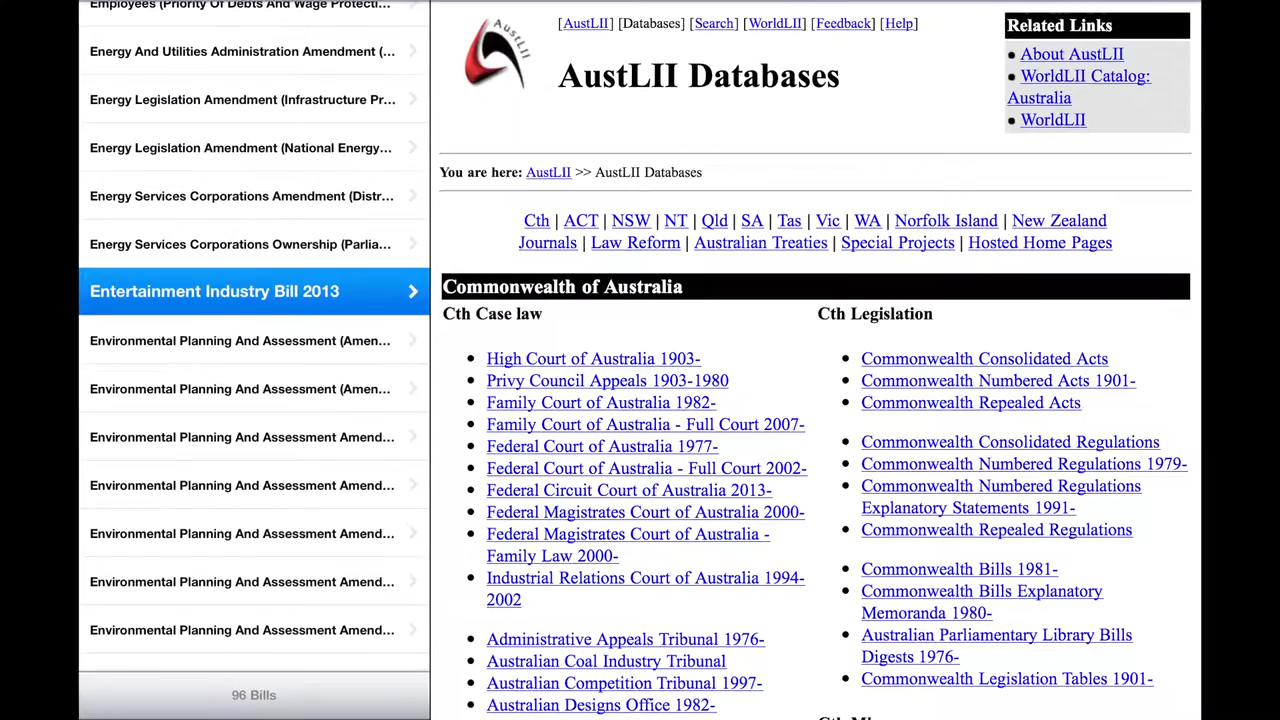 Employees (Priority Of Debts And Wage Protecti...
Energy And Utilities Administration Amendment (...
Energy Legislation Amendment (Infrastructure Pr...
Energy Legislation Amendment (National Energy...
Energy Services Corporations Amendment (Distr...
Energy Services Corporations Ownership (Parlia...
Entertainment Industry Bill 2013
Environmental Planning And Assessment (Amen...
Environmental Planning And Assessment (Amen...
Environmental Planning And Assessment Amend...
Environmental Planning And Assessment Amend...
Environmental Planning And Assessment Amend...
Environmental Planning And Assessment Amend...
Environmental Planning And Assessment Amend...
96 Bills
AustLII
[AustLII] [Databases] [Search] [WorldLII] [Feedback] [Help]
AustLII Databases
Related Links
About AustLII
WorldLII Catalog:
Australia
WorldLII
You are here: AustLII >> AustLII Databases
Cth | ACT | NSW | NT | Qld | SA | Tas | Vic | WA | Norfolk Island | New Zealand
Journals | Law Reform | Australian Treaties | Special Projects | Hosted Home Pages
Commonwealth of Australia
Cth Case law
High Court of Australia 1903-
Privy Council Appeals 1903-1980
Family Court of Australia 1982-
Family Court of Australia - Full Court 2007-
Federal Court of Australia 1977-
Federal Court of Australia - Full Court 2002-
Federal Circuit Court of Australia 2013-
Federal Magistrates Court of Australia 2000-
Federal Magistrates Court of Australia -
Family Law 2000-
Industrial Relations Court of Australia 1994-
2002
Administrative Appeals Tribunal 1976-
Australian Coal Industry Tribunal
Australian Competition Tribunal 1997-
Australian Designs Office 1982-
Cth Legislation
Commonwealth Consolidated Acts
Commonwealth Numbered Acts 1901-
Commonwealth Repealed Acts
Commonwealth Consolidated Regulations
Commonwealth Numbered Regulations 1979-
Commonwealth Numbered Regulations
Explanatory Statements 1991-
Commonwealth Repealed Regulations
Commonwealth Bills 1981-
Commonwealth Bills Explanatory
Memoranda 1980-
Australian Parliamentary Library Bills
Digests 1976-
Commonwealth Legislation Tables 1901-